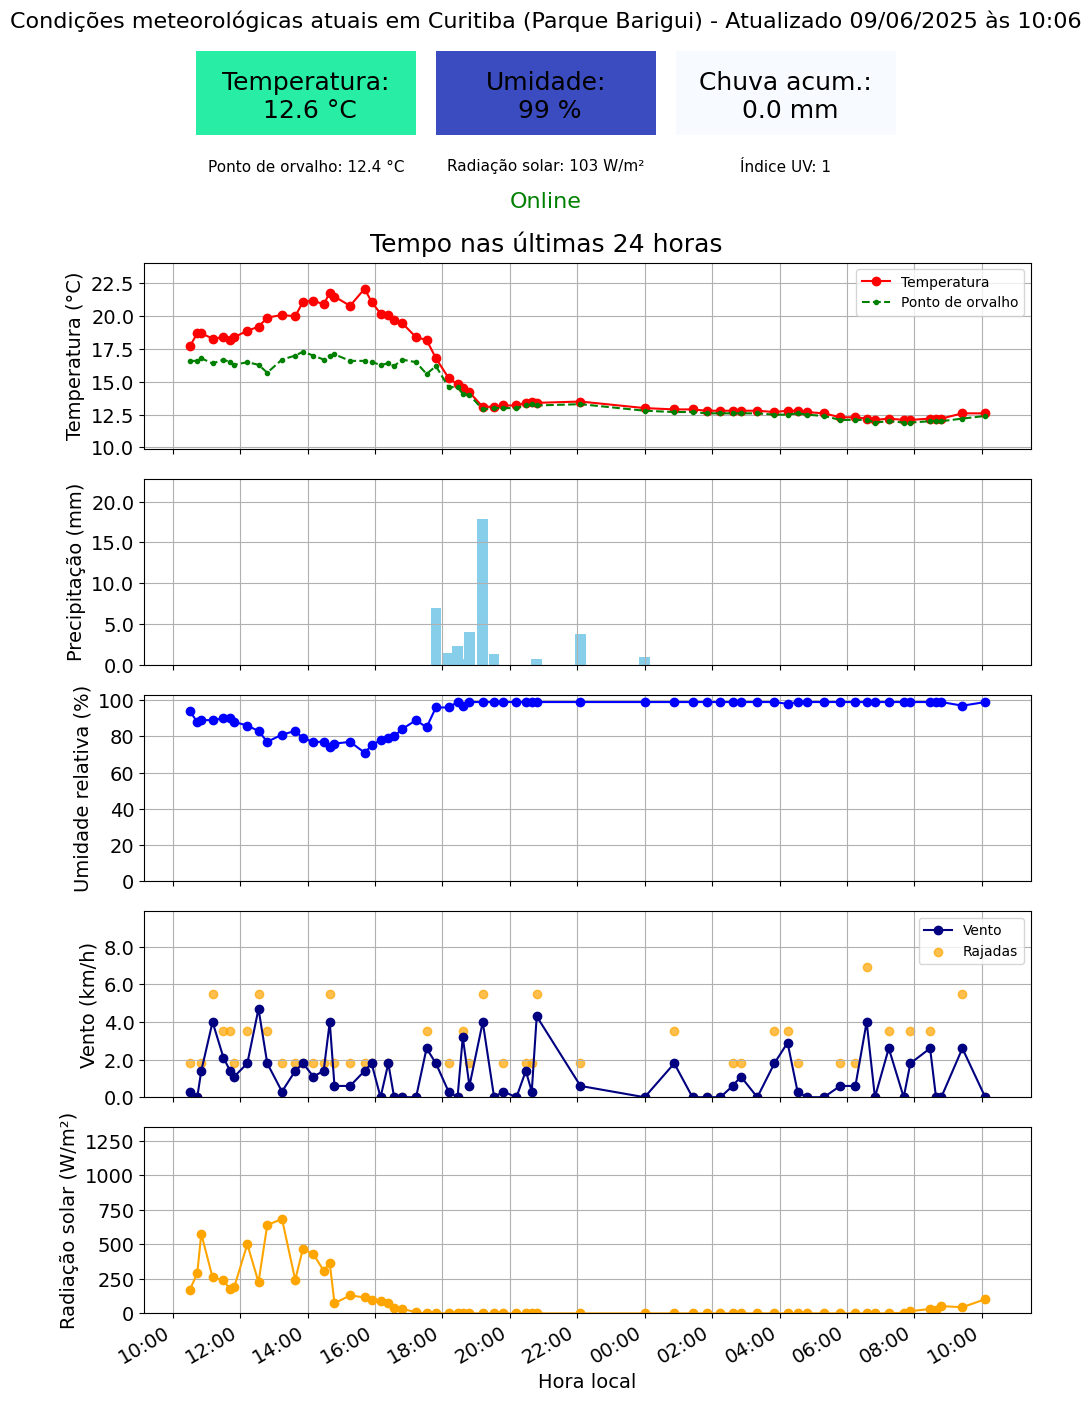 Condições meteorológicas atuais em Curitiba (Parque Barigui) - Atualizado 09/06/2025 às 10:06
Temperatura:
12.6 °C
Umidade:
99 %
Chuva acum.:
0.0 mm
Ponto de orvalho: 12.4 °C
Radiação solar: 103 W/m²
Índice UV: 1
Online
Tempo nas últimas 24 horas
Temperatura (°C)
22.5
20.0
17.5
15.0
12.5
10.0
Temperatura
Ponto de orvalho
Precipitação (mm)
20.0
15.0
10.0
5.0
0.0
Umidade relativa (%)
100
80
60
40
20
0
Vento (km/h)
8.0
6.0
4.0
2.0
0.0
Vento
Rajadas
Radiação solar (W/m²)
1250
1000
750
500
250
0
10:00
12:00
14:00
16:00
18:00
20:00
22:00
00:00
02:00
04:00
06:00
08:00
10:00
Hora local